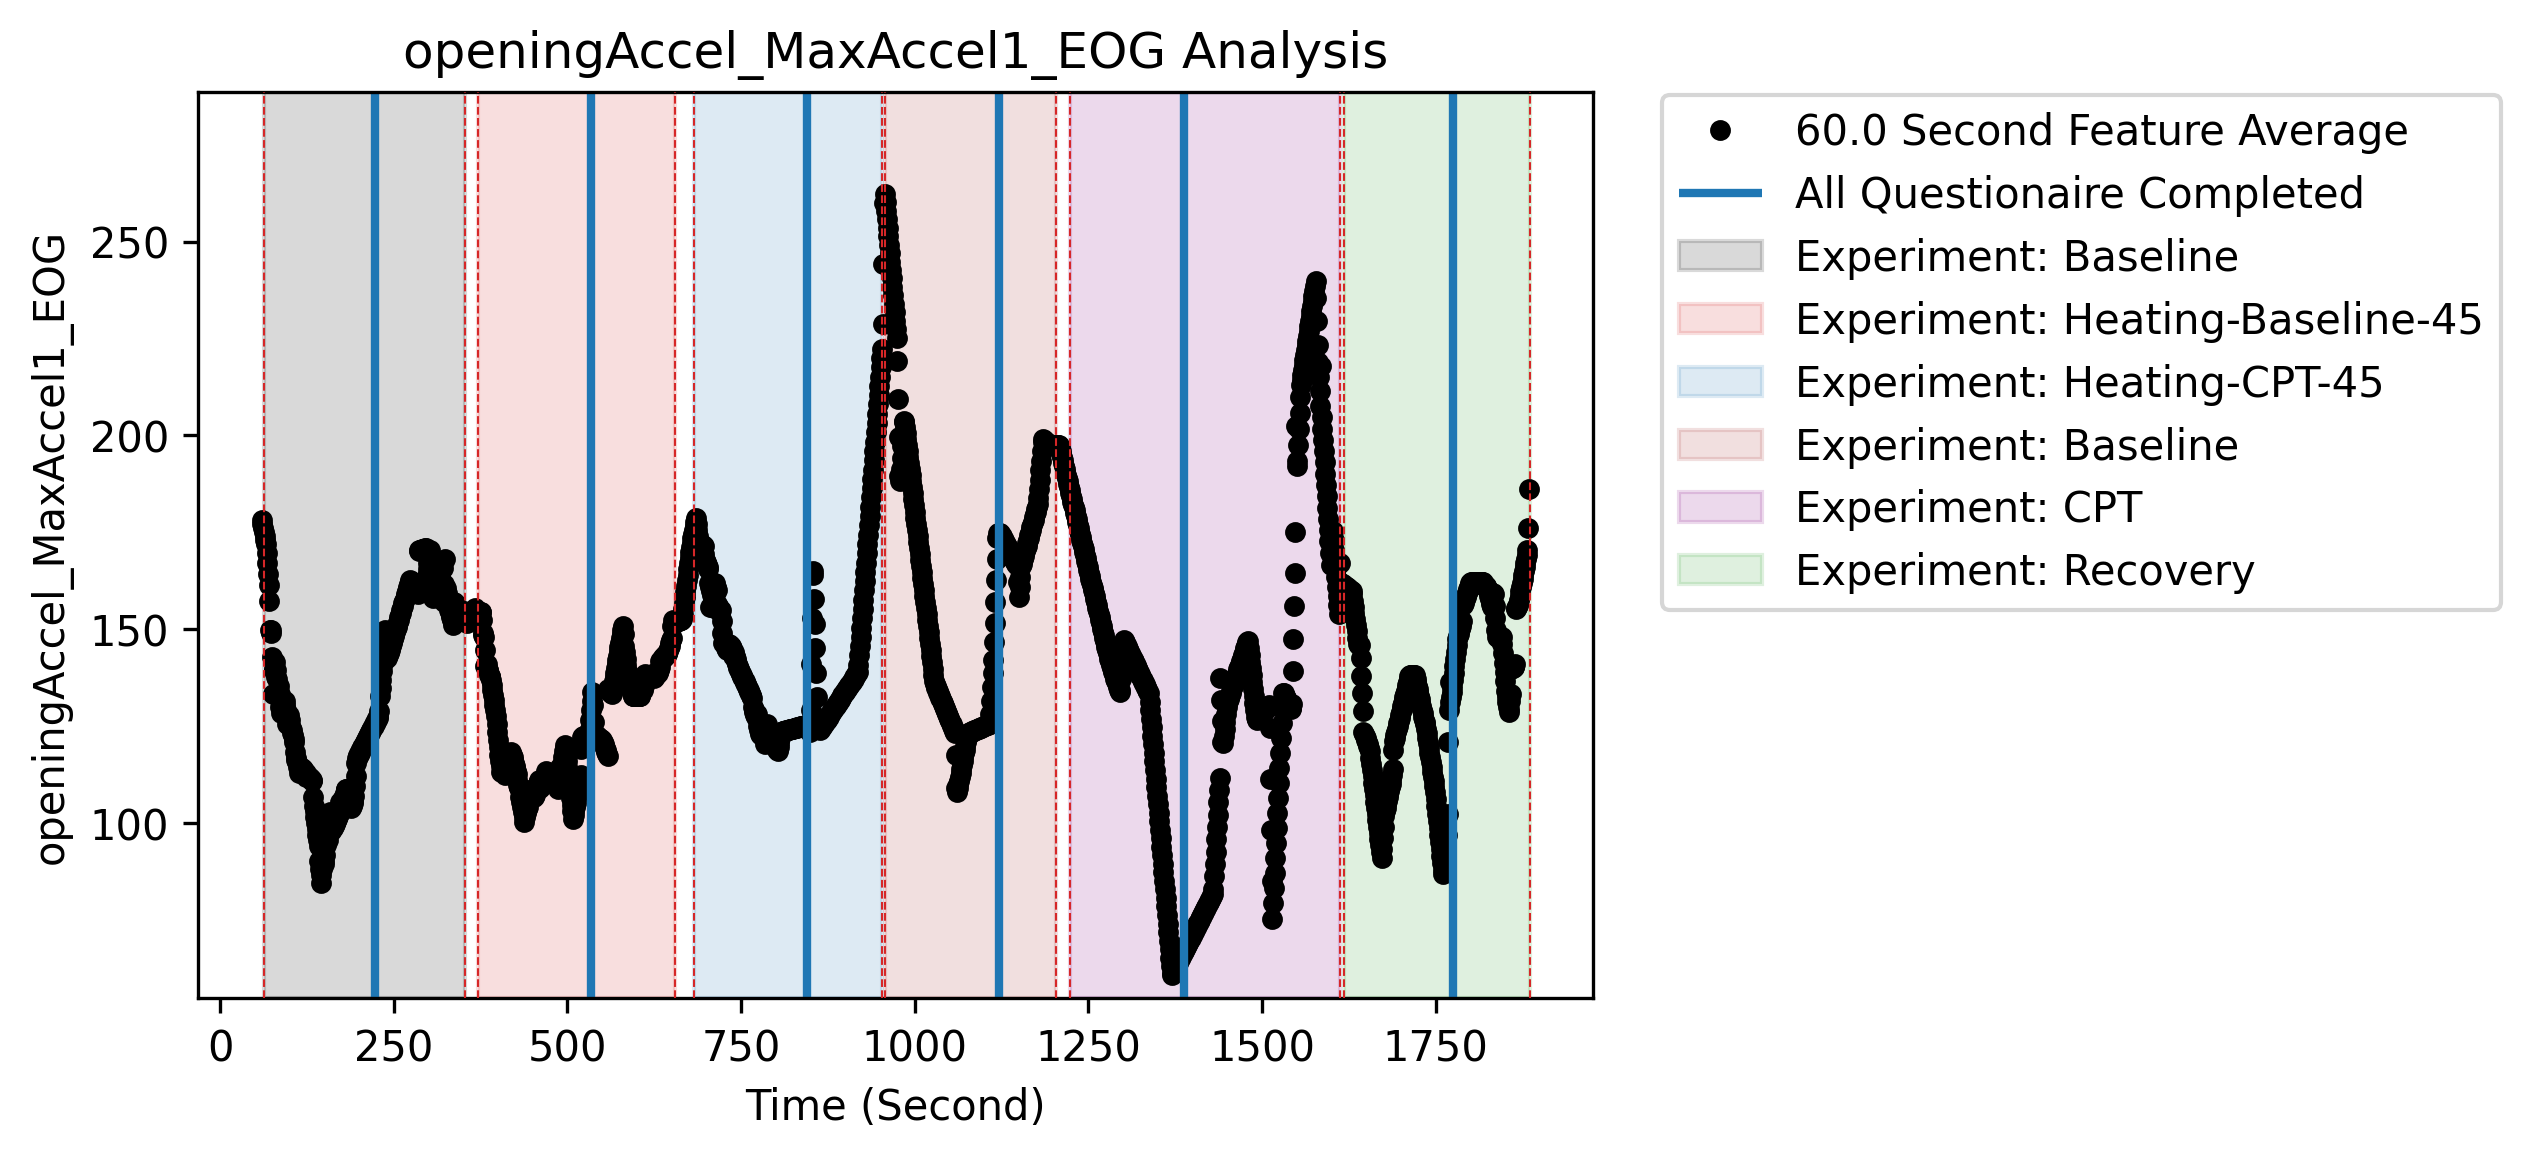 openingAccel_MaxAccel1_EOG Analysis
openingAccel_MaxAccel1_EOG
250
200
150
100
0 250 500 750 1000 1250 1500 1750
Time (Second)
60.0 Second Feature Average
All Questionaire Completed
Experiment: Baseline
Experiment: Heating-Baseline-45
Experiment: Heating-CPT-45
Experiment: Baseline
Experiment: CPT
Experiment: Recovery